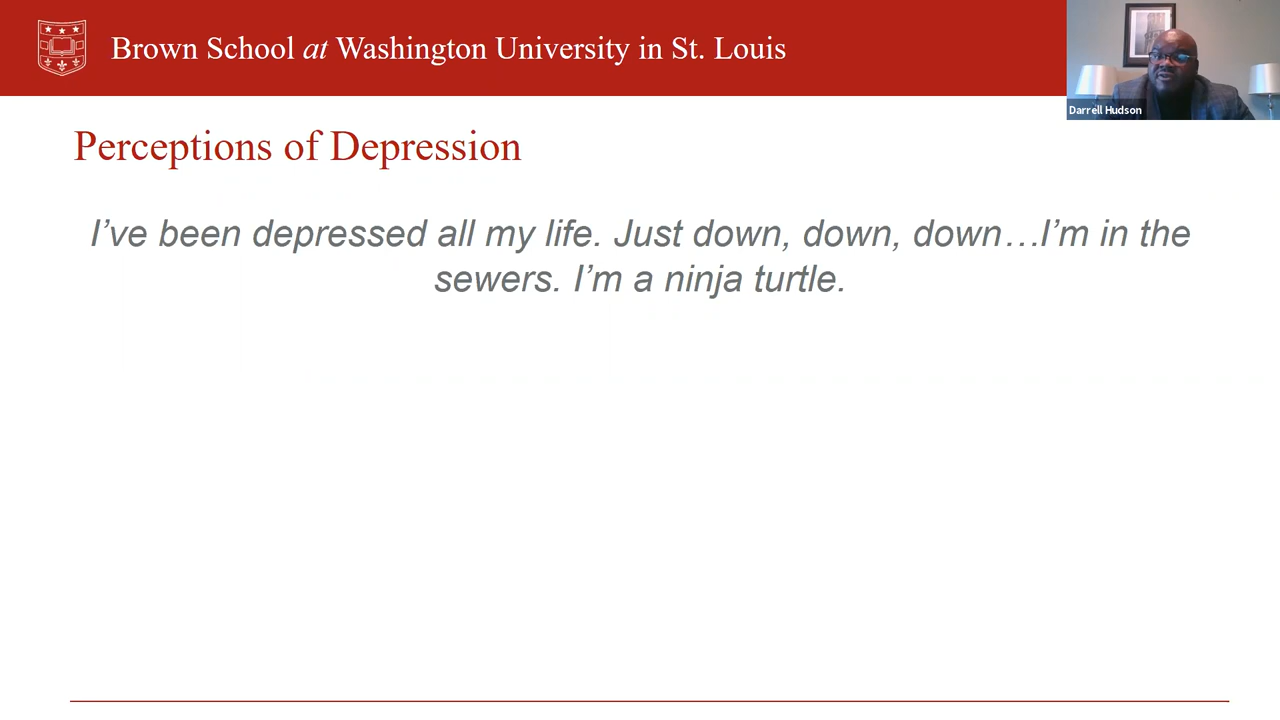 Brown School at Washington University in St. Louis
Darrell Hudson
Perceptions of Depression
I’ve been depressed all my life. Just down, down, down…I’m in the
sewers. I’m a ninja turtle.